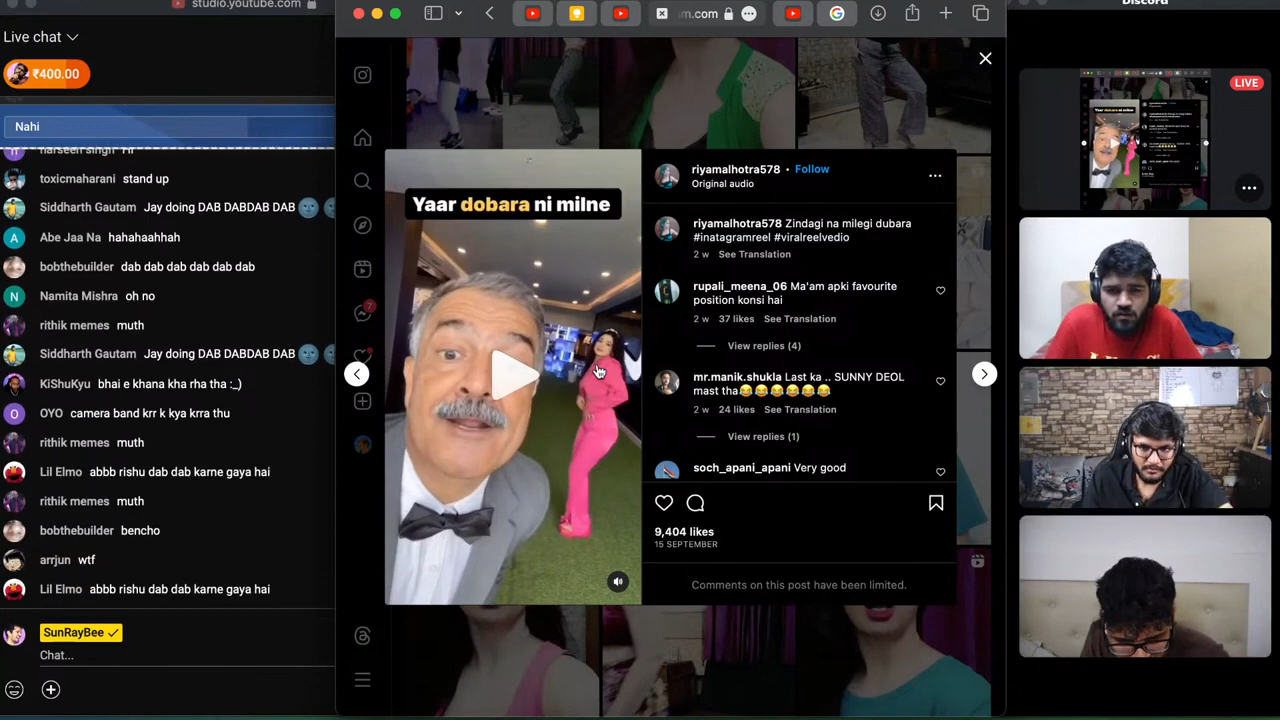 studio.youtube.com
Live chat
₹400.00
Nahi
harseen singh Hi
toxicmaharani stand up
Siddharth Gautam Jay doing DAB DABDAB DAB
Abe Jaa Na hahahaahhah
bobthebuilder dab dab dab dab dab dab
Namita Mishra oh no
rithik memes muth
Siddharth Gautam Jay doing DAB DABDAB DAB
KiShuKyu bhai e khana kha rha tha :_)
OYO camera band krr k kya krra thu
rithik memes muth
Lil Elmo abbb rishu dab dab karne gaya hai
rithik memes muth
bobthebuilder bencho
arrjun wtf
Lil Elmo abbb rishu dab dab karne gaya hai
SunRayBee
Chat...
m.com
7
Yaar dobara ni milne
riyamalhotra578 • Follow
Original audio
riyamalhotra578 Zindagi na milegi dubara
#inatagramreel #viralreelvedio
2 w See Translation
rupali_meena_06 Ma'am apki favourite
position konsi hai
2 w 37 likes See Translation
View replies (4)
mr.manik.shukla Last ka .. SUNNY DEOL
mast tha😂😂😂😂😂😂
2 w 24 likes See Translation
View replies (1)
soch_apani_apani Very good
9,404 likes
15 SEPTEMBER
Comments on this post have been limited.
Discord
LIVE